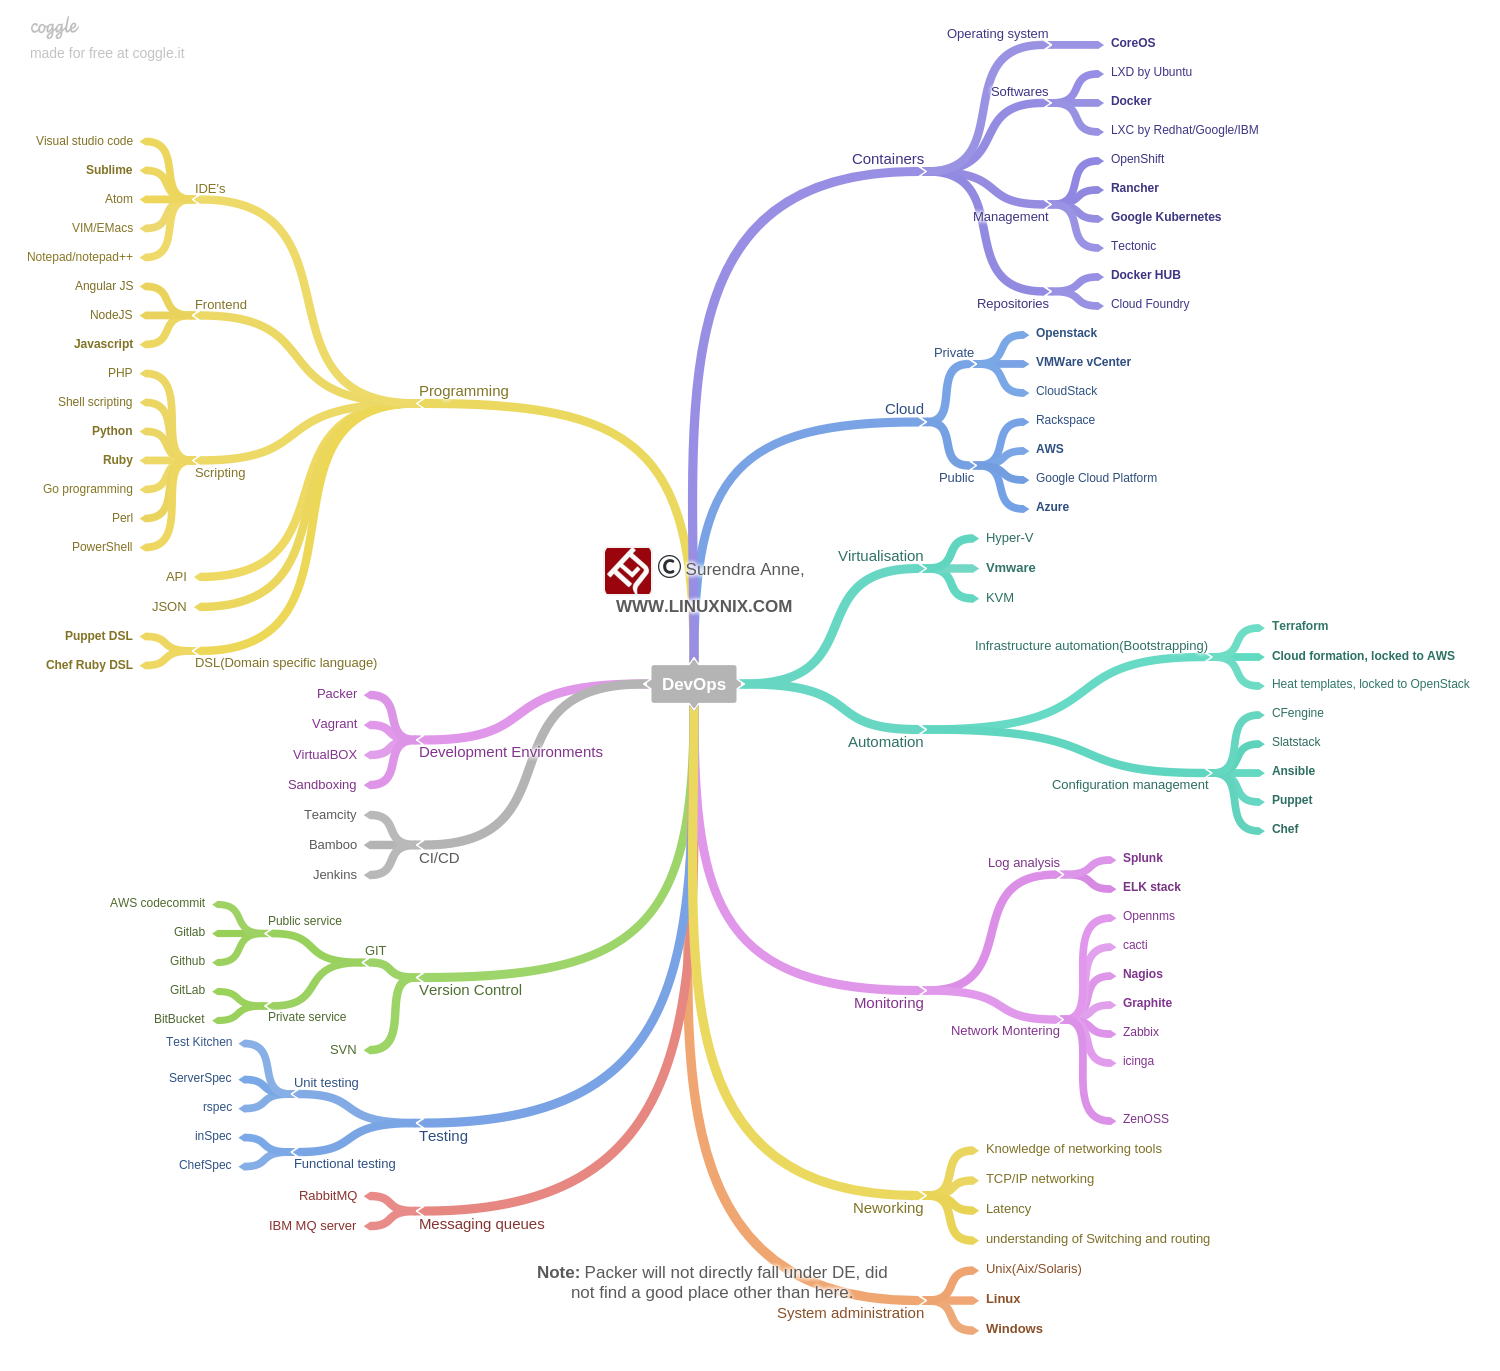 coggle
made for free at coggle.it
Operating system
CoreOS
Softwares
LXD by Ubuntu
Docker
LXC by Redhat/Google/IBM
Containers
OpenShift
Rancher
Management
Google Kubernetes
Tectonic
Docker HUB
Repositories
Cloud Foundry
Openstack
Private
VMWare vCenter
CloudStack
Cloud
Rackspace
AWS
Public
Google Cloud Platform
Azure
Hyper-V
Virtualisation
Vmware
KVM
Terraform
Infrastructure automation(Bootstrapping)
Cloud formation, locked to AWS
Heat templates, locked to OpenStack
Automation
CFengine
Slatstack
Ansible
Configuration management
Puppet
Chef
Splunk
Log analysis
ELK stack
Monitoring
Opennms
cacti
Nagios
Graphite
Network Montering
Zabbix
icinga
ZenOSS
Knowledge of networking tools
TCP/IP networking
Neworking
Latency
understanding of Switching and routing
Unix(Aix/Solaris)
Linux
System administration
Windows
Visual studio code
Sublime
IDE's
Atom
VIM/EMacs
Notepad/notepad++
Angular JS
Frontend
NodeJS
Javascript
Programming
PHP
Shell scripting
Python
Ruby
Scripting
Go programming
Perl
PowerShell
API
JSON
Puppet DSL
Chef Ruby DSL
DSL(Domain specific language)
© Surendra Anne,
WWW.LINUXNIX.COM
DevOps
Packer
Vagrant
Development Environments
VirtualBOX
Sandboxing
Teamcity
Bamboo
CI/CD
Jenkins
AWS codecommit
Public service
Gitlab
Github
GIT
GitLab
Private service
BitBucket
Version Control
SVN
Test Kitchen
ServerSpec
Unit testing
rspec
Testing
inSpec
Functional testing
ChefSpec
RabbitMQ
Messaging queues
IBM MQ server
Note: Packer will not directly fall under DE, did
not find a good place other than here.